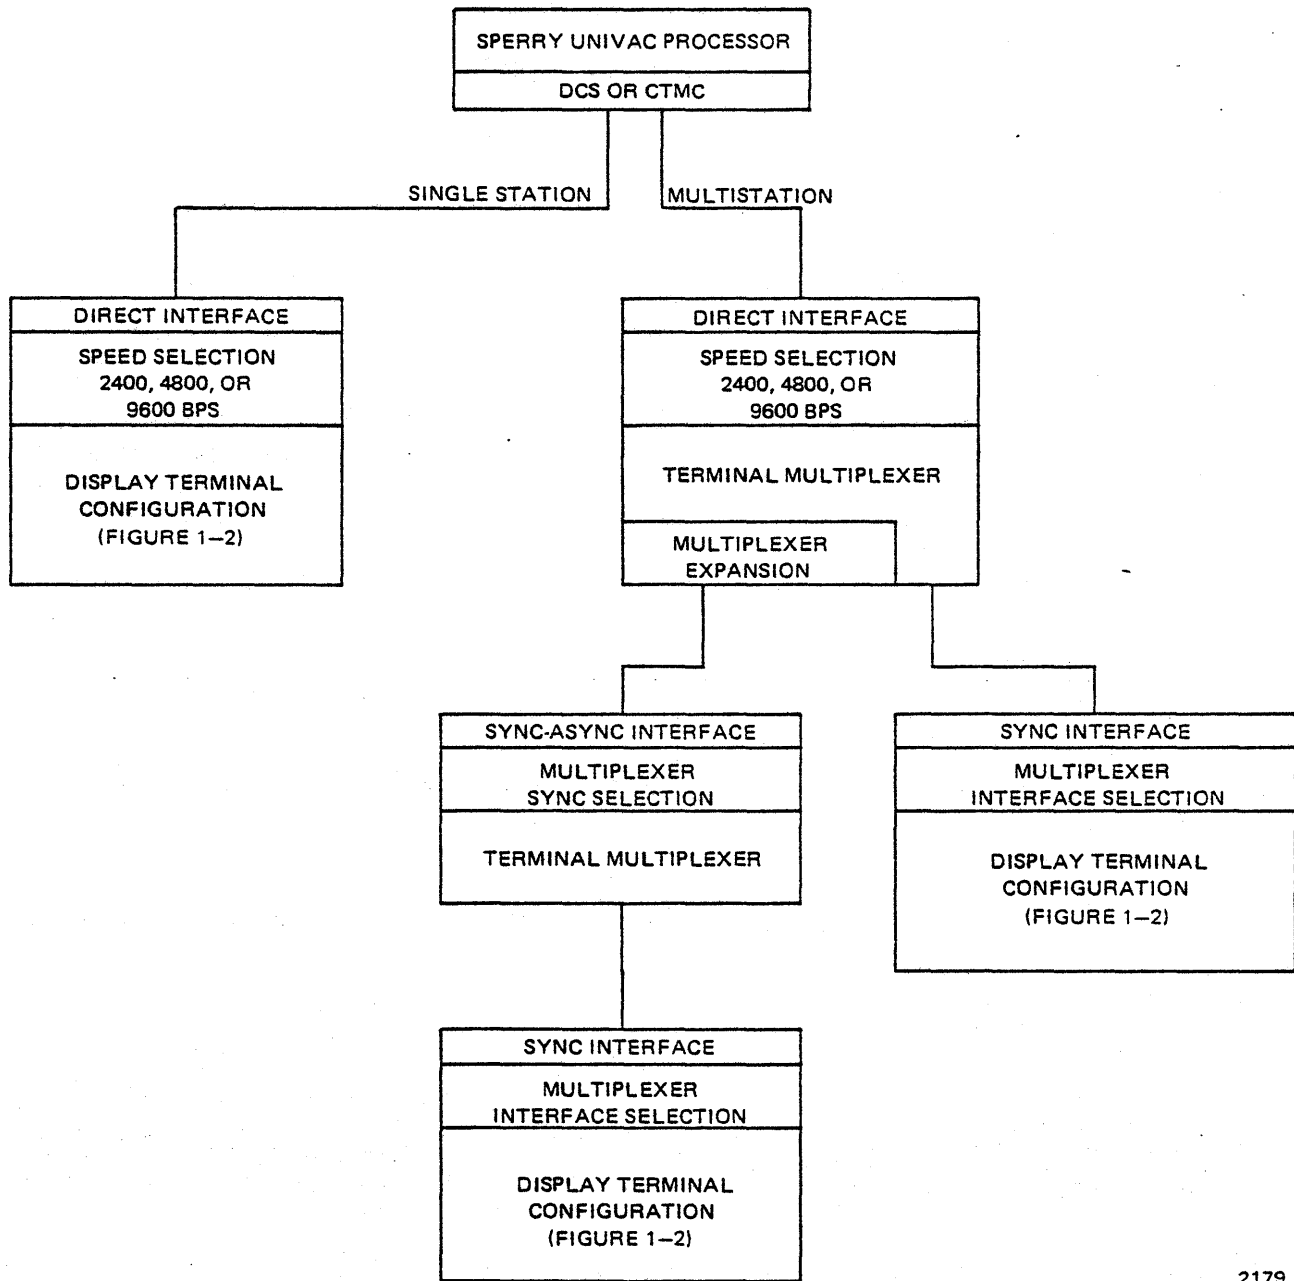 SPERRY UNIVAC PROCESSOR
DCS OR CTMC
SINGLE STATION
MULTISTATION
DIRECT INTERFACE
SPEED SELECTION
2400, 4800, OR
9600 BPS
DISPLAY TERMINAL
CONFIGURATION
(FIGURE 1–2)
DIRECT INTERFACE
SPEED SELECTION
2400, 4800, OR
9600 BPS
TERMINAL MULTIPLEXER
MULTIPLEXER
EXPANSION
SYNC-ASYNC INTERFACE
MULTIPLEXER
SYNC SELECTION
TERMINAL MULTIPLEXER
SYNC INTERFACE
MULTIPLEXER
INTERFACE SELECTION
DISPLAY TERMINAL
CONFIGURATION
(FIGURE 1–2)
SYNC INTERFACE
MULTIPLEXER
INTERFACE SELECTION
DISPLAY TERMINAL
CONFIGURATION
(FIGURE 1–2)
2179